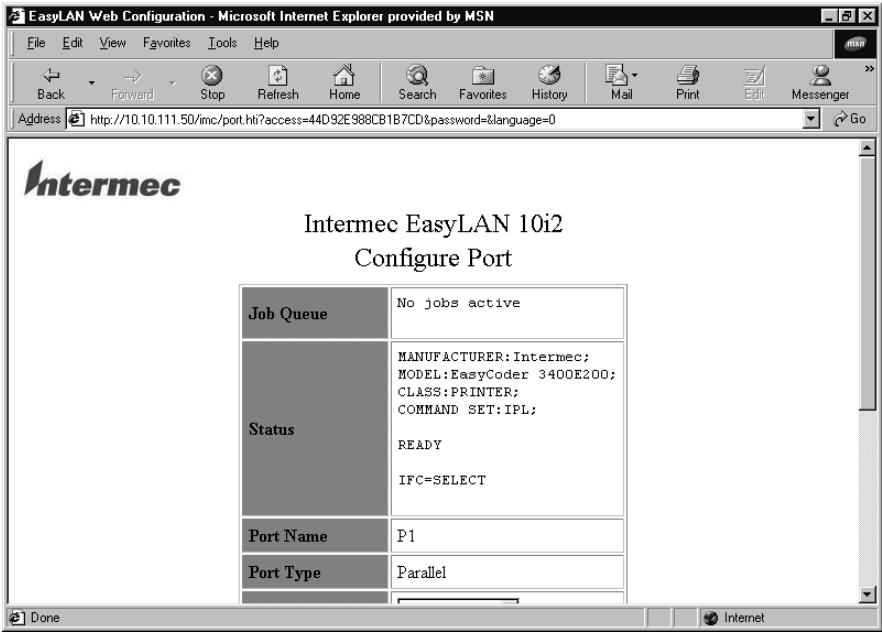 EasyLAN Web Configuration - Microsoft Internet Explorer provided by MSN
File Edit View Favorites Tools Help
msn
Back Forward Stop Refresh Home Search Favorites History Mail Print Edit Messenger »
Address http://10.10.111.50/imc/port.hti?access=44D92E988CB1B7CD&password=&language=0 Go
Intermec
Intermec EasyLAN 10i2
Configure Port
Job Queue No jobs active
Status
MANUFACTURER:Intermec;
MODEL:EasyCoder 3400E200;
CLASS:PRINTER;
COMMAND SET:IPL;
READY
IFC=SELECT
Port Name P1
Port Type Parallel
Done Internet